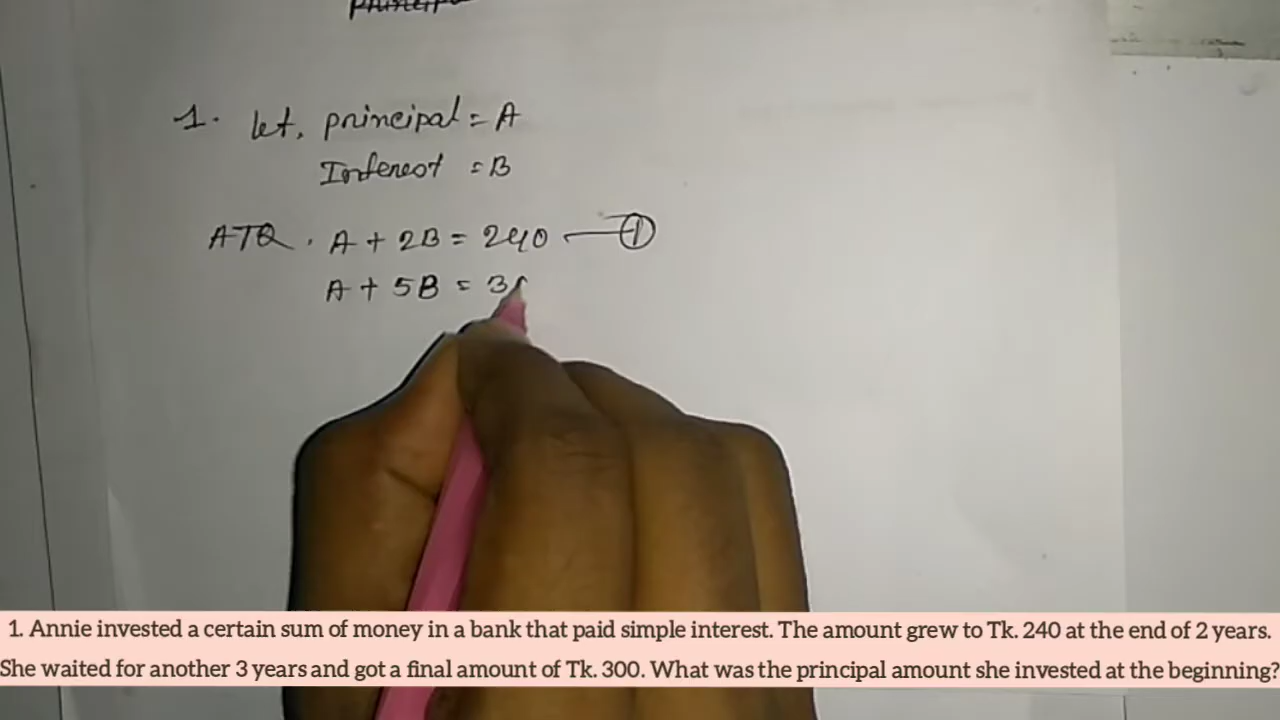 1. let, principal = A
Interest = B
ATQ. A + 2B = 240 — ①
A + 5B = 3
1. Annie invested a certain sum of money in a bank that paid simple interest. The amount grew to Tk. 240 at the end of 2 years.
She waited for another 3 years and got a final amount of Tk. 300. What was the principal amount she invested at the beginning?